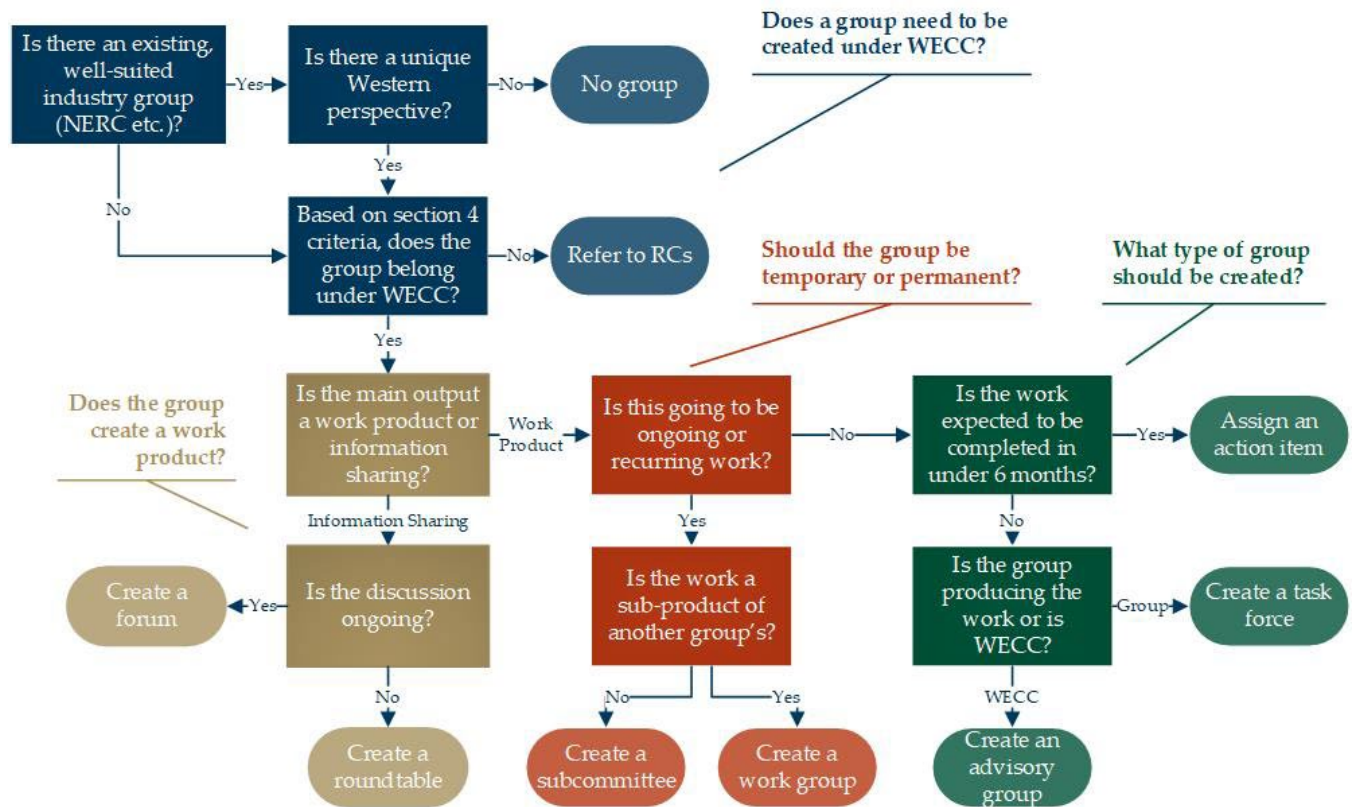 Does a group need to be
created under WECC?
Is there an existing,
well-suited
industry group
(NERC etc.)?
Yes
Is there a unique
Western
perspective?
No
No group
No
Yes
Based on section 4
criteria, does the
group belong
under WECC?
No
Refer to RCs
Should the group be
temporary or permanent?
What type of group
should be created?
Yes
Does the group
create a work
product?
Is the main output
a work product or
information
sharing?
Work
Product
Is this going to be
ongoing or
recurring work?
No
Is the work
expected to be
completed in
under 6 months?
Yes
Assign an
action item
Information Sharing
Yes
No
Create a
forum
Yes
Is the discussion
ongoing?
Is the work a
sub-product of
another group’s?
Is the group
producing the
work or is
WECC?
Group
Create a task
force
No
No
Yes
WECC
Create a
roundtable
Create a
subcommittee
Create a
work group
Create an
advisory
group